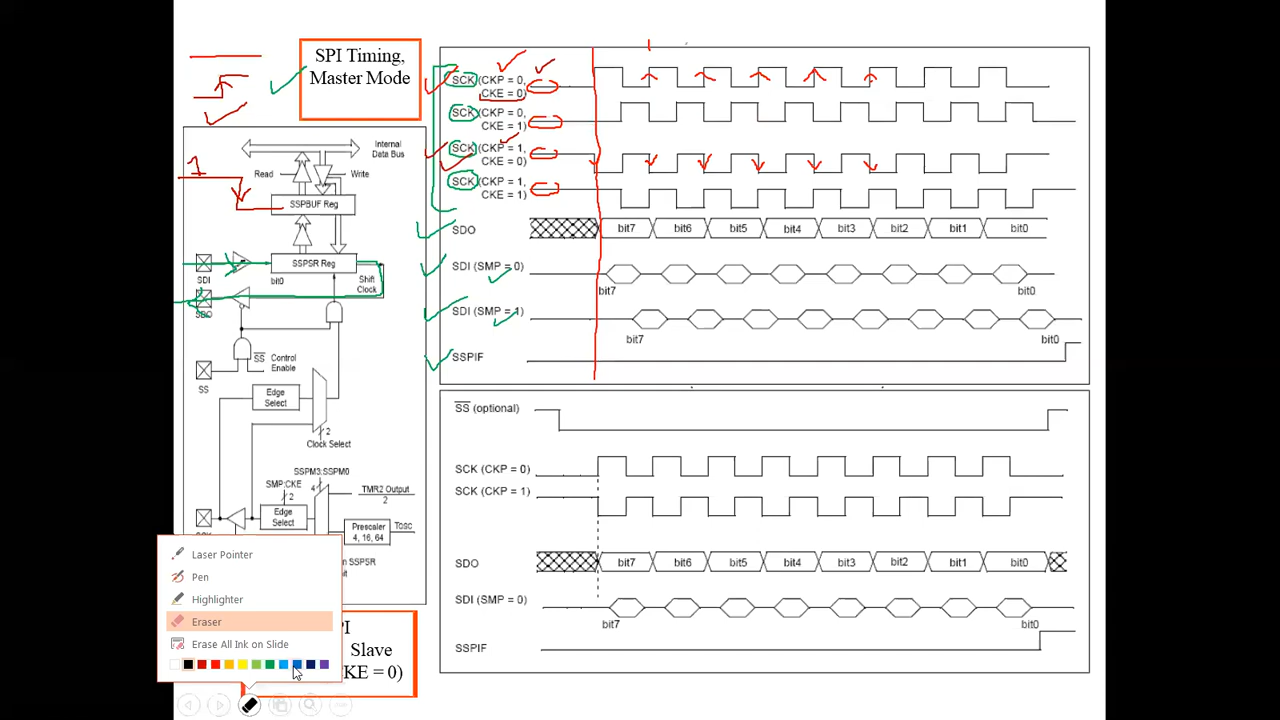 SPI Timing,
Master Mode
1
Internal
Data Bus
Read
Write
SSPBUF Reg
SSPSR Reg
SDI
bit0
Shift
Clock
SDO
SS
SS
Control
Enable
Edge
Select
2
Clock Select
SSPM3:SSPM0
SMP:CKE
4
2
TMR2 Output
2
Edge
Select
Prescaler
4, 16, 64
TOSC
n SSPSR
Laser Pointer
Pen
Highlighter
Eraser
Erase All Ink on Slide
PI
Slave
KE = 0)
SCK (CKP = 0,
CKE = 0)
SCK (CKP = 0,
CKE = 1)
SCK (CKP = 1,
CKE = 0)
SCK (CKP = 1,
CKE = 1)
SDO
bit7 bit6 bit5 bit4 bit3 bit2 bit1 bit0
SDI (SMP = 0)
bit7 bit0
SDI (SMP = 1)
bit7 bit0
SSPIF
SS (optional)
SCK (CKP = 0)
SCK (CKP = 1)
SDO
bit7 bit6 bit5 bit4 bit3 bit2 bit1 bit0
SDI (SMP = 0)
bit7 bit0
SSPIF